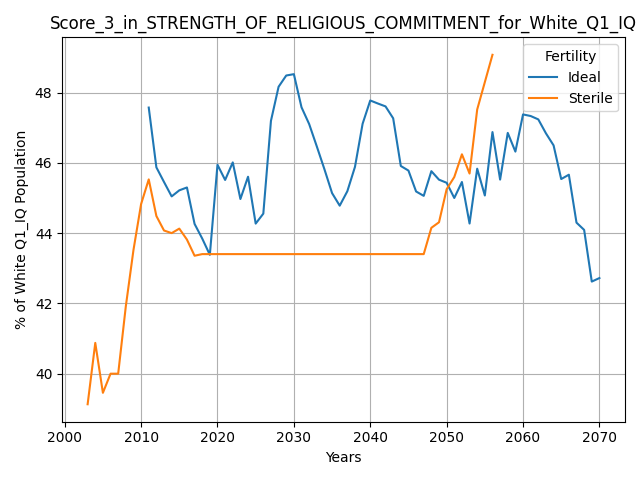 Score_3_in_STRENGTH_OF_RELIGIOUS_COMMITMENT_for_White_Q1_IQ
Fertility
Ideal
Sterile
% of White Q1_IQ Population
48
46
44
42
40
2000 2010 2020 2030 2040 2050 2060 2070
Years